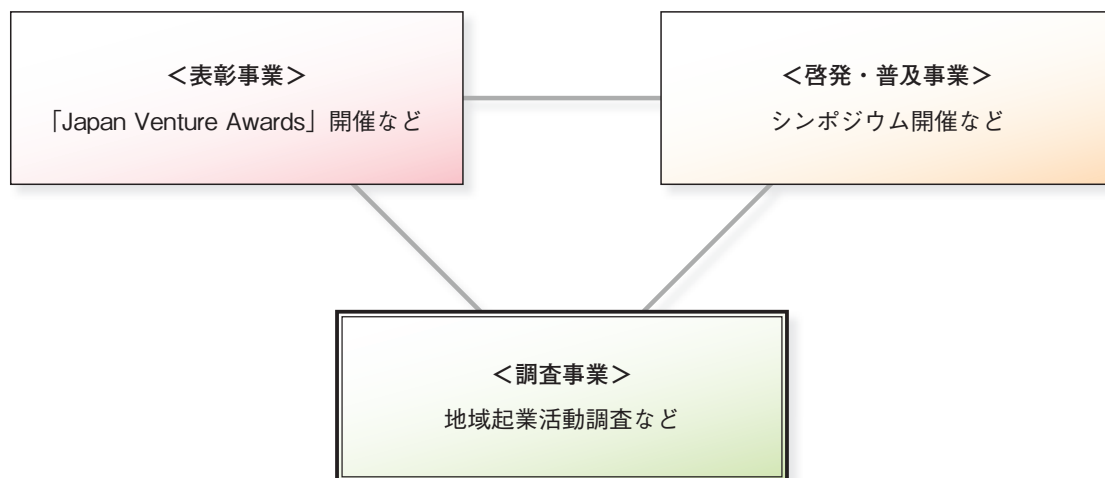 ＜表彰事業＞
「Japan Venture Awards」開催など
＜啓発・普及事業＞
シンポジウム開催など
＜調査事業＞
地域起業活動調査など